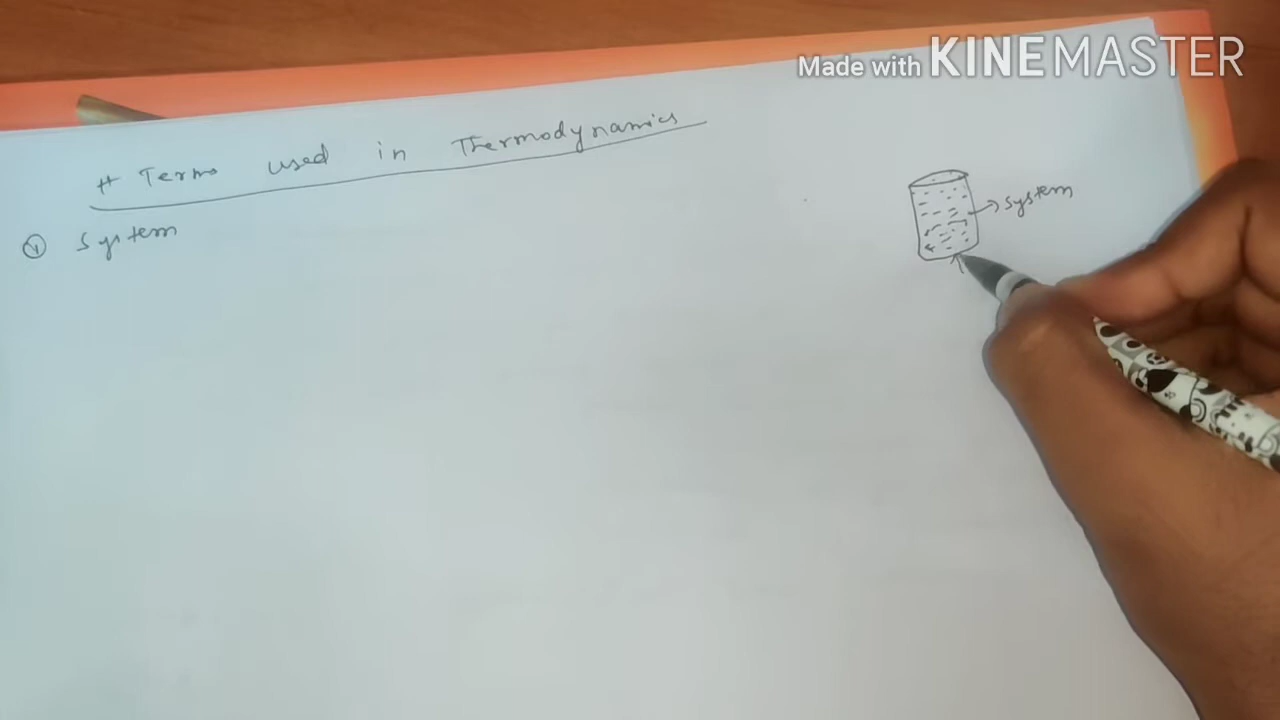 Made with KINEMASTER
# Terms used in Thermodynamics
① System
→ system